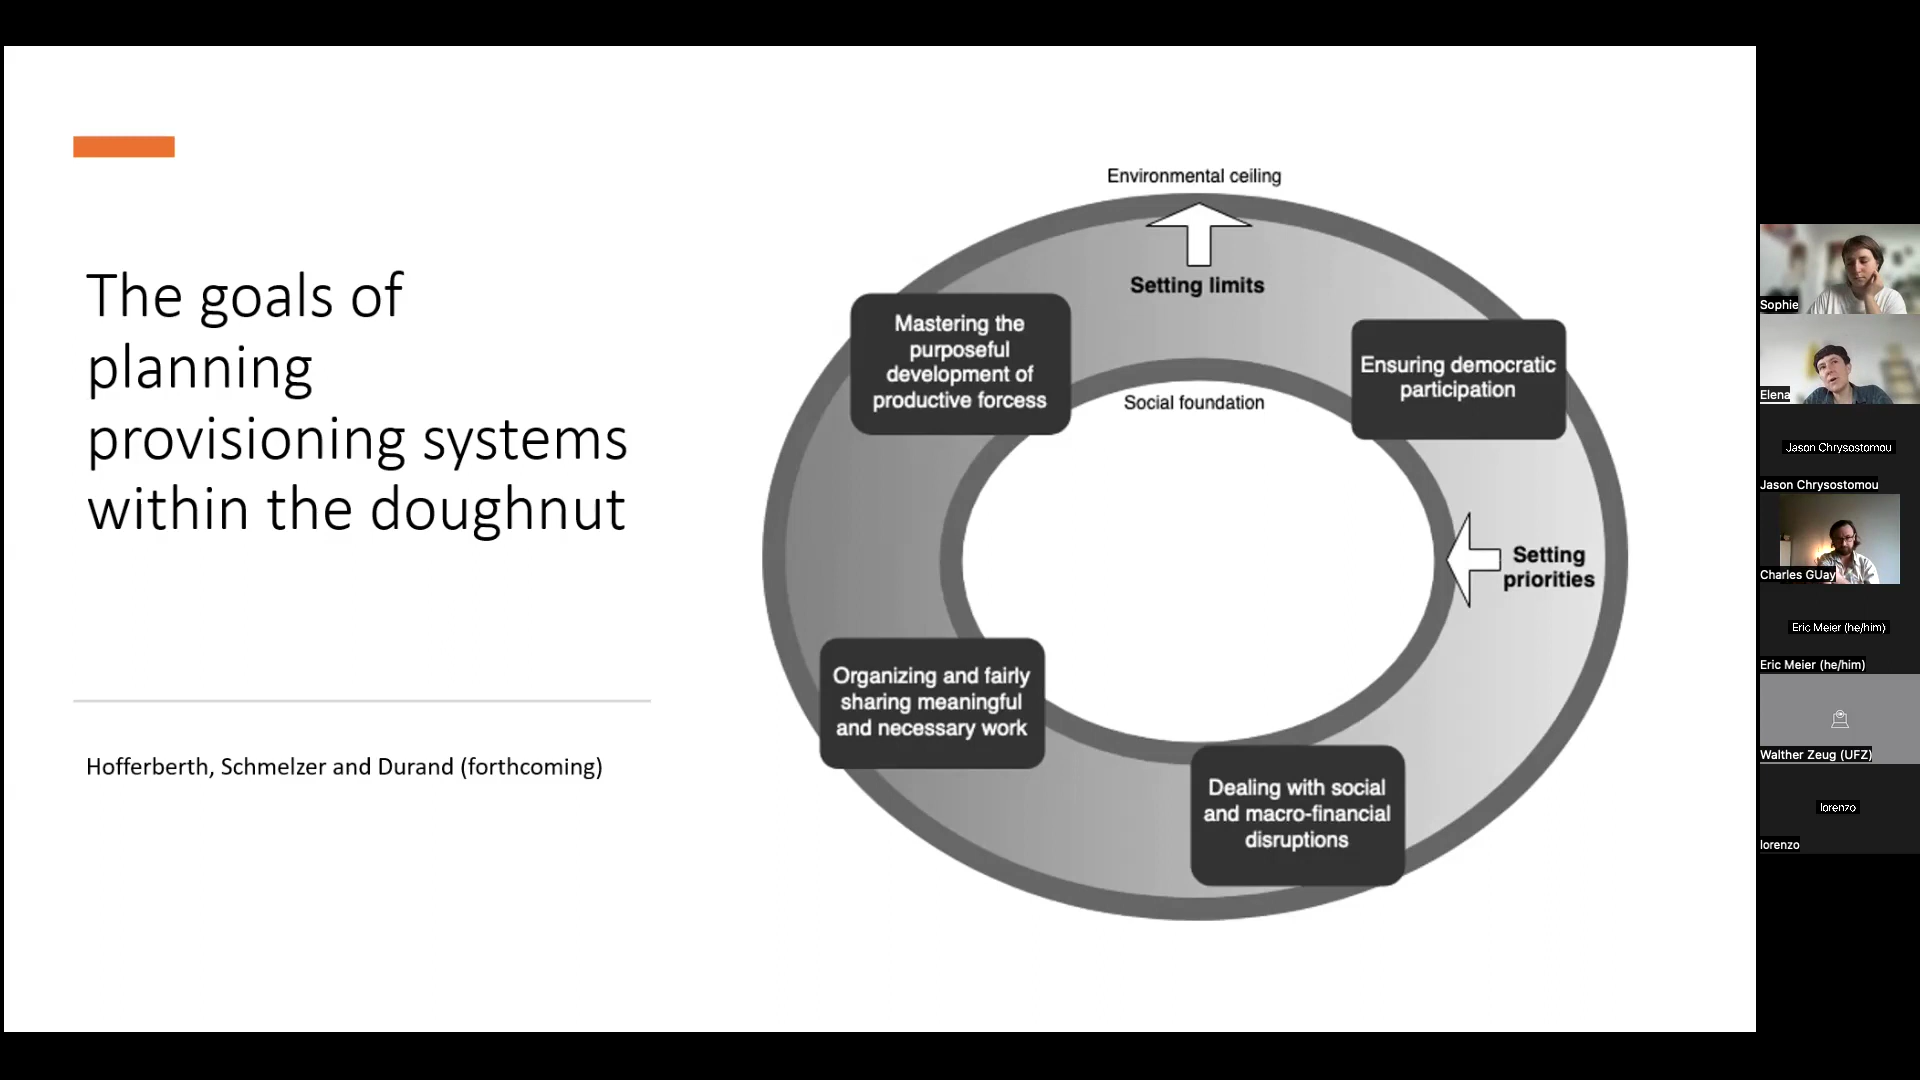 The goals of
planning
provisioning systems
within the doughnut
Hofferberth, Schmelzer and Durand (forthcoming)
Environmental ceiling
Setting limits
Mastering the
purposeful
development of
productive forcess
Ensuring democratic
participation
Social foundation
Setting
priorities
Organizing and fairly
sharing meaningful
and necessary work
Dealing with social
and macro-financial
disruptions
Sophie
Elena
Jason Chrysostomou
Jason Chrysostomou
Charles GUay
Eric Meier (he/him)
Eric Meier (he/him)
Walther Zeug (UFZ)
lorenzo
lorenzo